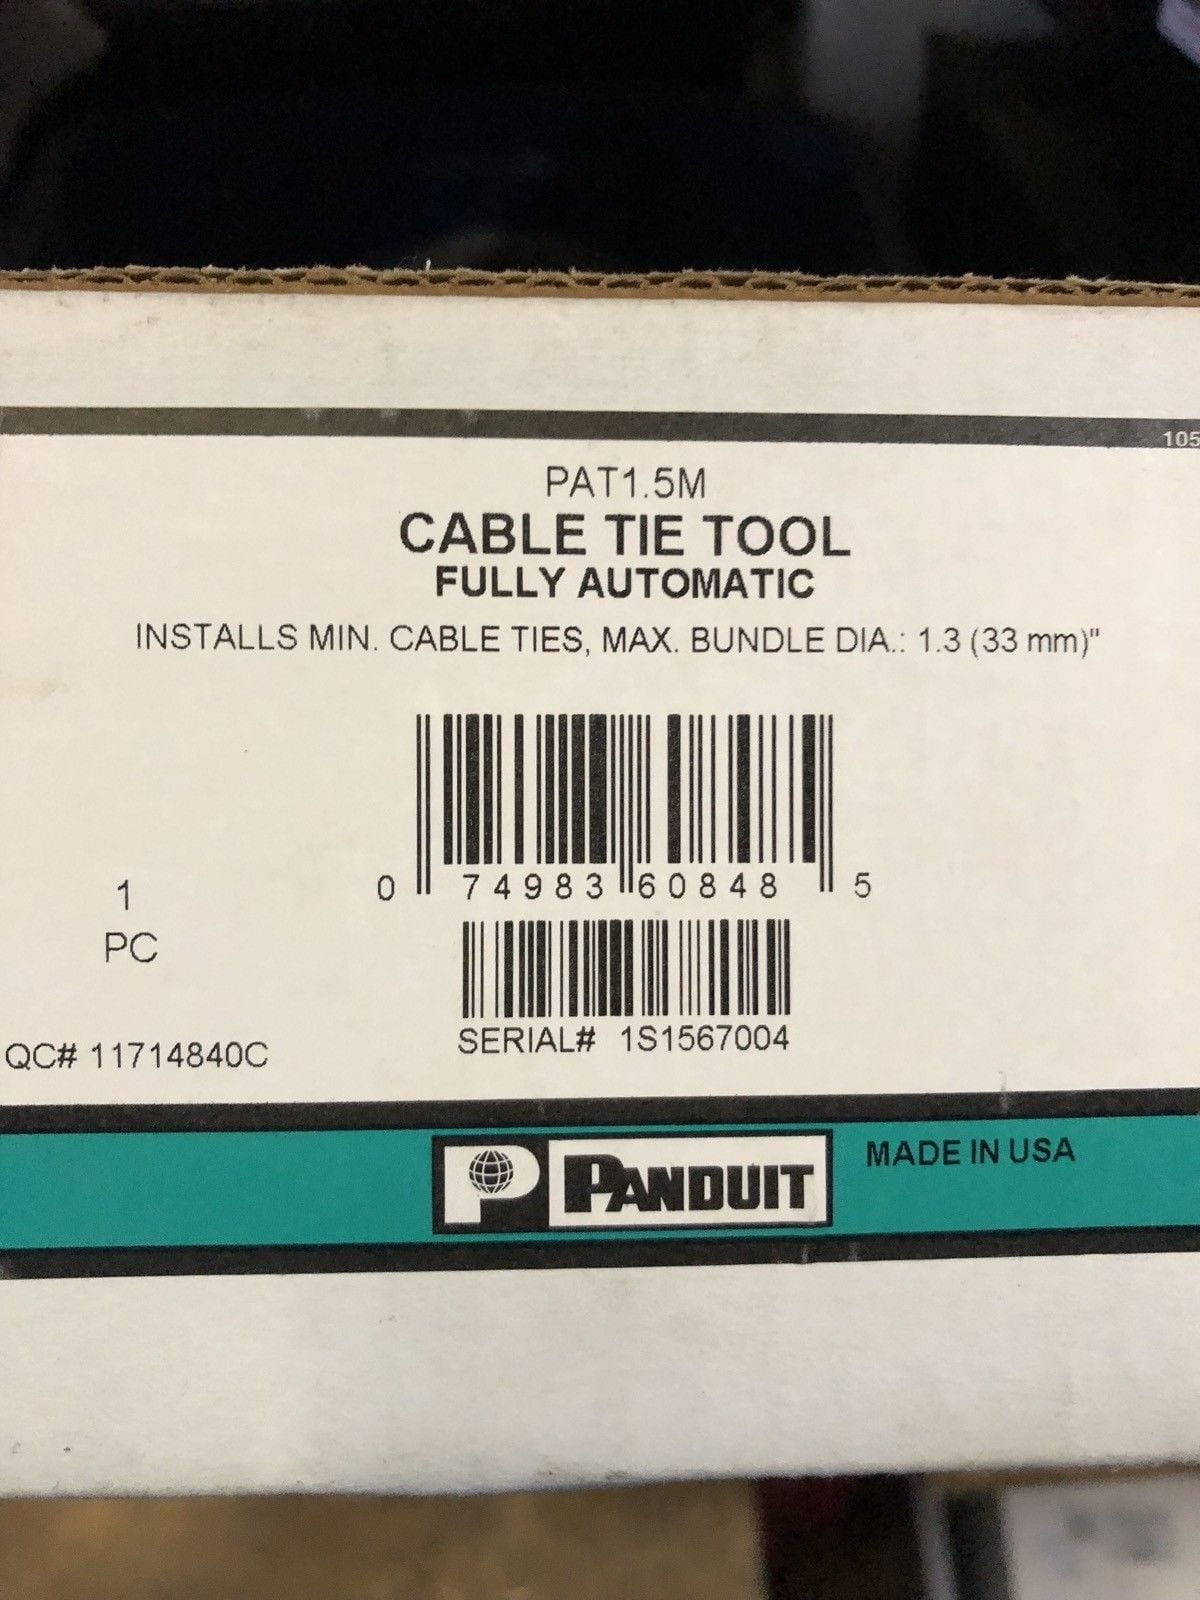 105
PAT1.5M
CABLE TIE TOOL
FULLY AUTOMATIC
INSTALLS MIN. CABLE TIES, MAX. BUNDLE DIA.: 1.3 (33 mm)"
0 74983 60848 5
1
PC
SERIAL# 1S1567004
QC# 11714840C
P PANDUIT
MADE IN USA